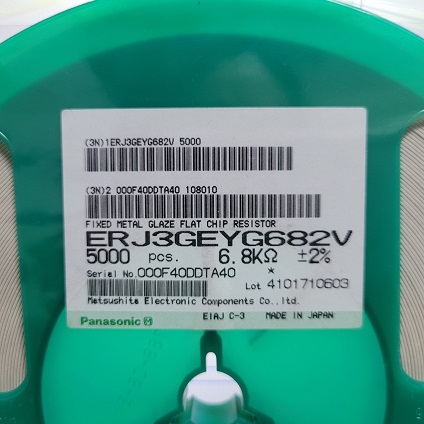 (3N)1ERJ3GEYG682V 5000
(3N)2 000F40DDTA40 108010
FIXED METAL GLAZE FLAT CHIP RESISTOR
ERJ3GEYG682V
5000 pcs. 6.8KΩ ±2%
Serial No.000F40DDTA40 *
Lot 4101710603
Matsushita Electronic Components Co.,ltd.
Panasonic EIAJ C-3 MADE IN JAPAN